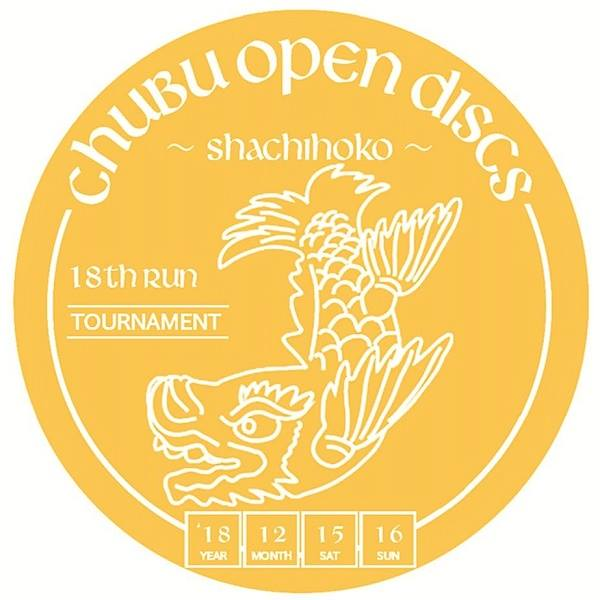 CHUBU OPEN DISCS
~ SHACHIHOKO ~
18th RUN
TOURNAMENT
'18 12 15 16
YEAR MONTH SAT SUN